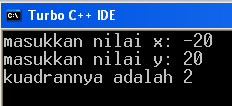 Turbo C++ IDE
masukkan nilai x: -20
masukkan nilai y: 20
kuadrannya adalah 2